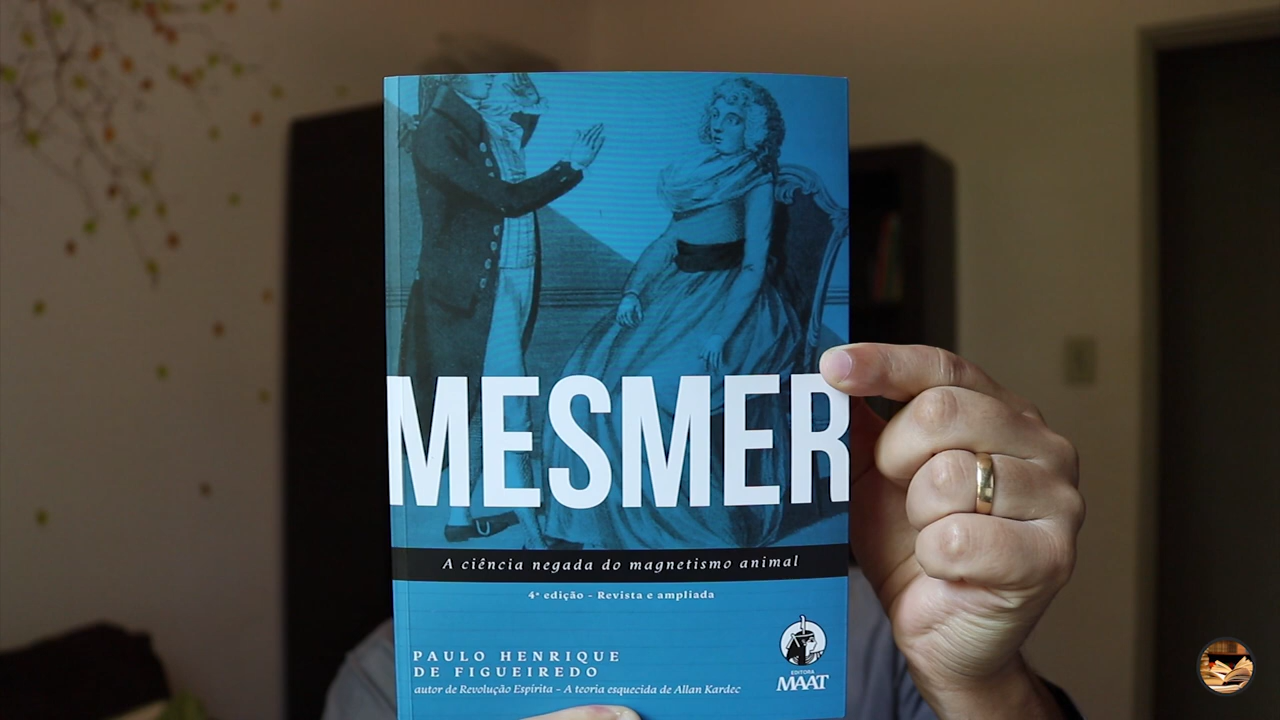 MESMER
A ciência negada do magnetismo animal
4ª edição - Revista e ampliada
PAULO HENRIQUE
DE FIGUEIREDO
autor de Revolução Espírita - A teoria esquecida de Allan Kardec
EDITORA
MAAT